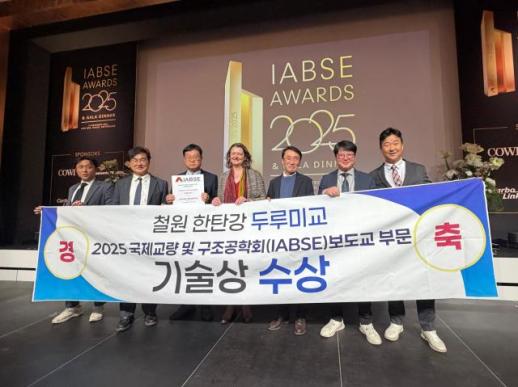 IABSE
AWARDS
2025
& GALA DINNER
SPONSORS
COWI
IABSE
AWARDS
2025
& GALA DINNER
2025
COWI
IABSE
철원 한탄강 두루미교
2025 국제교량 및 구조공학회(IABSE)보도교 부문
기술상 수상
경
축